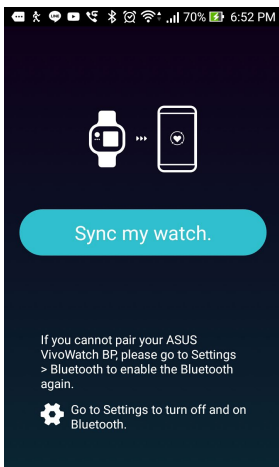 70% 6:52 PM
Sync my watch.
If you cannot pair your ASUS
VivoWatch BP, please go to Settings
> Bluetooth to enable the Bluetooth
again.
Go to Settings to turn off and on
Bluetooth.